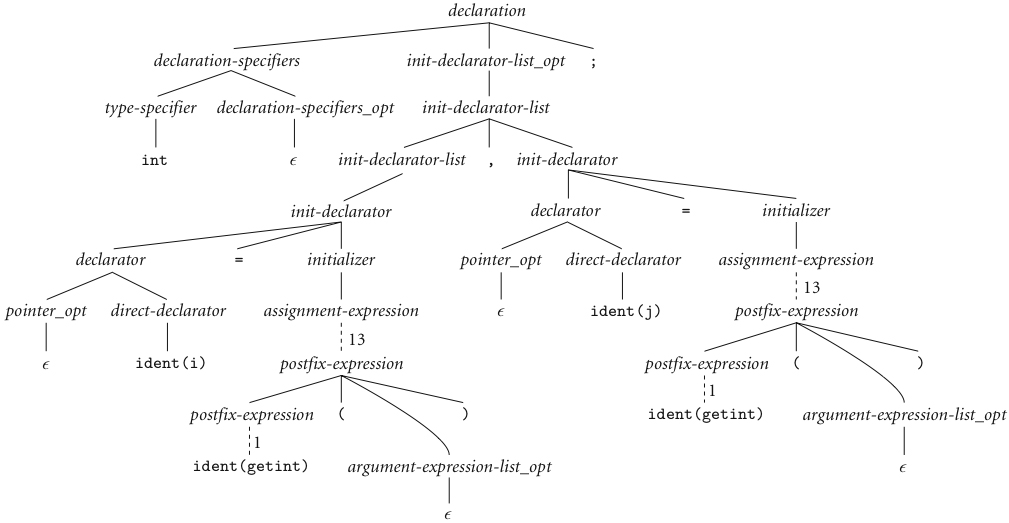 declaration
declaration-specifiers init-declarator-list_opt ;
type-specifier declaration-specifiers_opt init-declarator-list
int ϵ init-declarator-list , init-declarator
init-declarator declarator = initializer
declarator = initializer pointer_opt direct-declarator assignment-expression
13
pointer_opt direct-declarator assignment-expression ϵ ident(j) postfix-expression
13
ϵ ident(i) postfix-expression postfix-expression ( )
1
postfix-expression ( ) ident(getint) argument-expression-list_opt
1
ident(getint) argument-expression-list_opt ϵ
ϵ